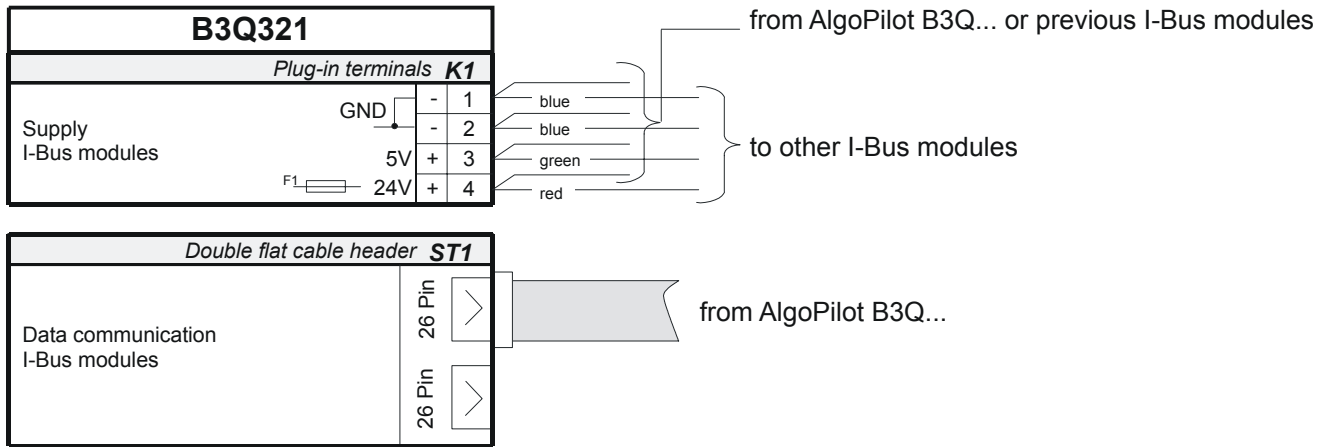 B3Q321
from AlgoPilot B3Q... or previous I-Bus modules
Plug-in terminals K1
GND - 1 blue
Supply - 2 blue
I-Bus modules
5V + 3 green
F1 24V + 4 red
to other I-Bus modules
Double flat cable header ST1
26 Pin
Data communication
I-Bus modules
from AlgoPilot B3Q...
26 Pin